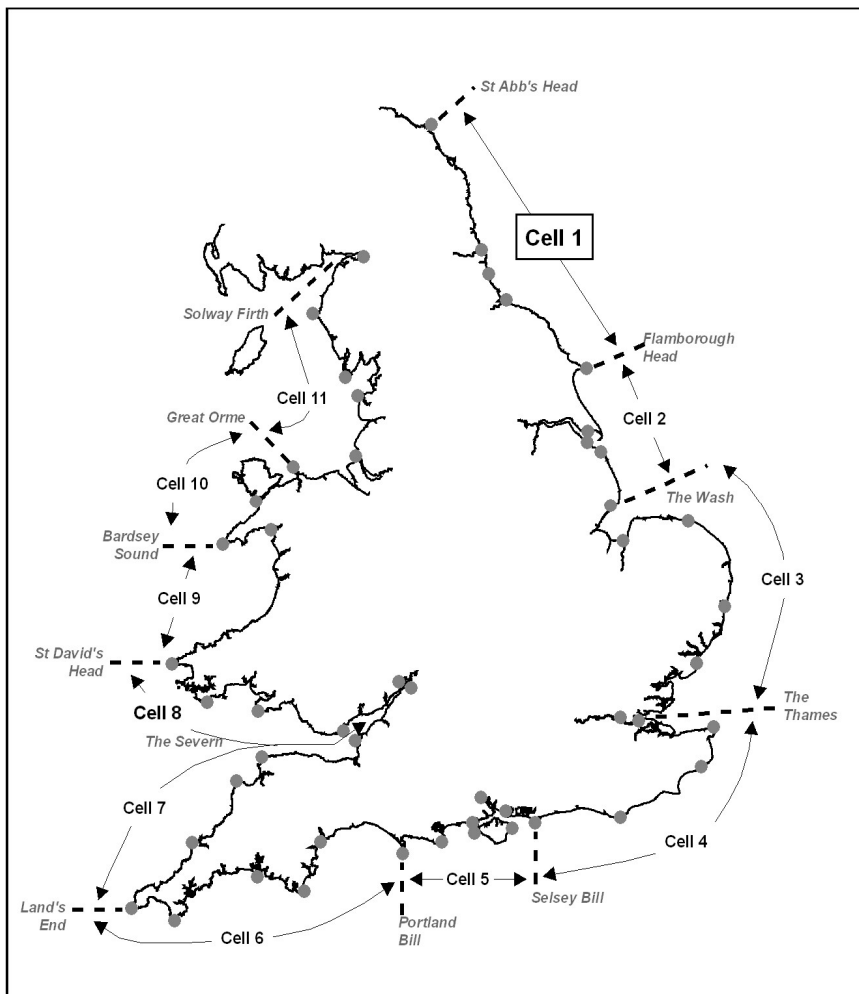 St Abb's Head
Cell 1
Solway Firth
Flamborough
Head
Cell 11
Great Orme
Cell 2
Cell 10
The Wash
Bardsey
Sound
Cell 3
Cell 9
St David's
Head
Cell 8
The Severn
The
Thames
Cell 7
Cell 4
Cell 5
Selsey Bill
Land's
End
Portland
Bill
Cell 6